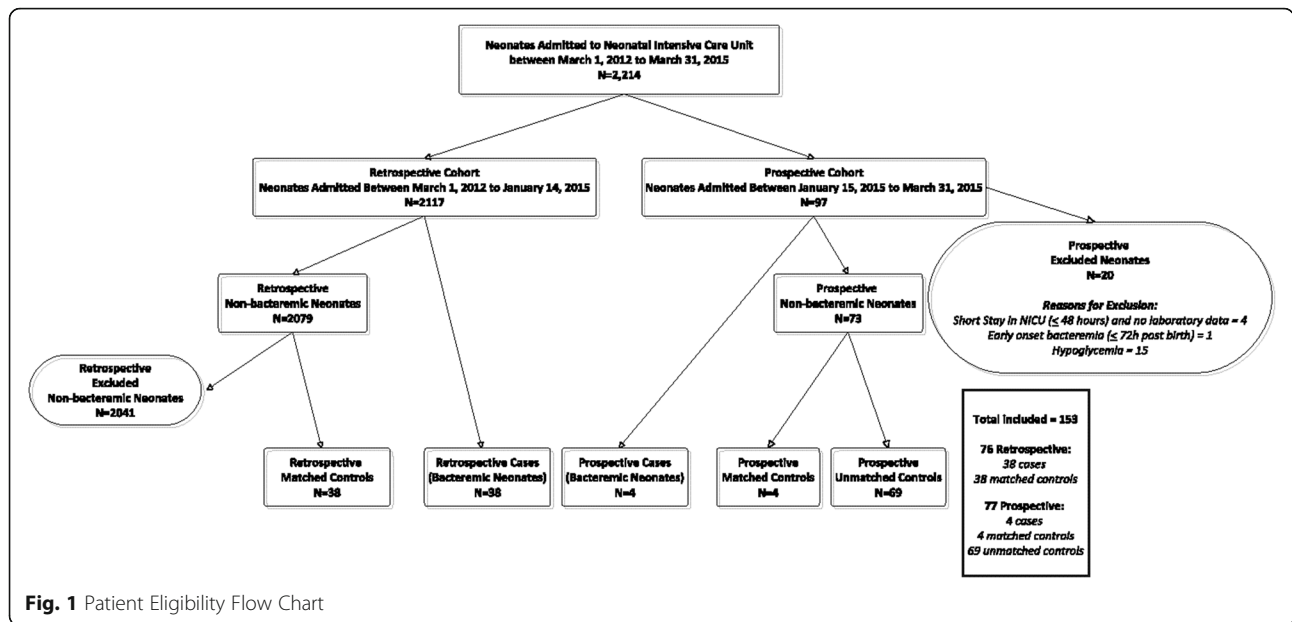 Neonates Admitted to Neonatal Intensive Care Unit
between March 1, 2012 to March 31, 2015
N=2,214
Retrospective Cohort
Neonates Admitted Between March 1, 2012 to January 14, 2015
N=2117
Prospective Cohort
Neonates Admitted Between January 15, 2015 to March 31, 2015
N=97
Prospective
Excluded Neonates
N=20
Reasons for Exclusion:
Short Stay in NICU (≤ 48 hours) and no laboratory data = 4
Early onset bacteremia (≤ 72h post birth) = 1
Hypoglycemia = 15
Retrospective
Non-bacteremic Neonates
N=2079
Prospective
Non-bacteremic Neonates
N=73
Retrospective
Excluded
Non-bacteremic Neonates
N=2041
Retrospective
Matched Controls
N=38
Retrospective Cases
(Bacteremic Neonates)
N=38
Prospective Cases
(Bacteremic Neonates)
N=4
Prospective
Matched Controls
N=4
Prospective
Unmatched Controls
N=69
Total included = 153
76 Retrospective:
38 cases
38 matched controls
77 Prospective:
4 cases
4 matched controls
69 unmatched controls
Fig. 1 Patient Eligibility Flow Chart